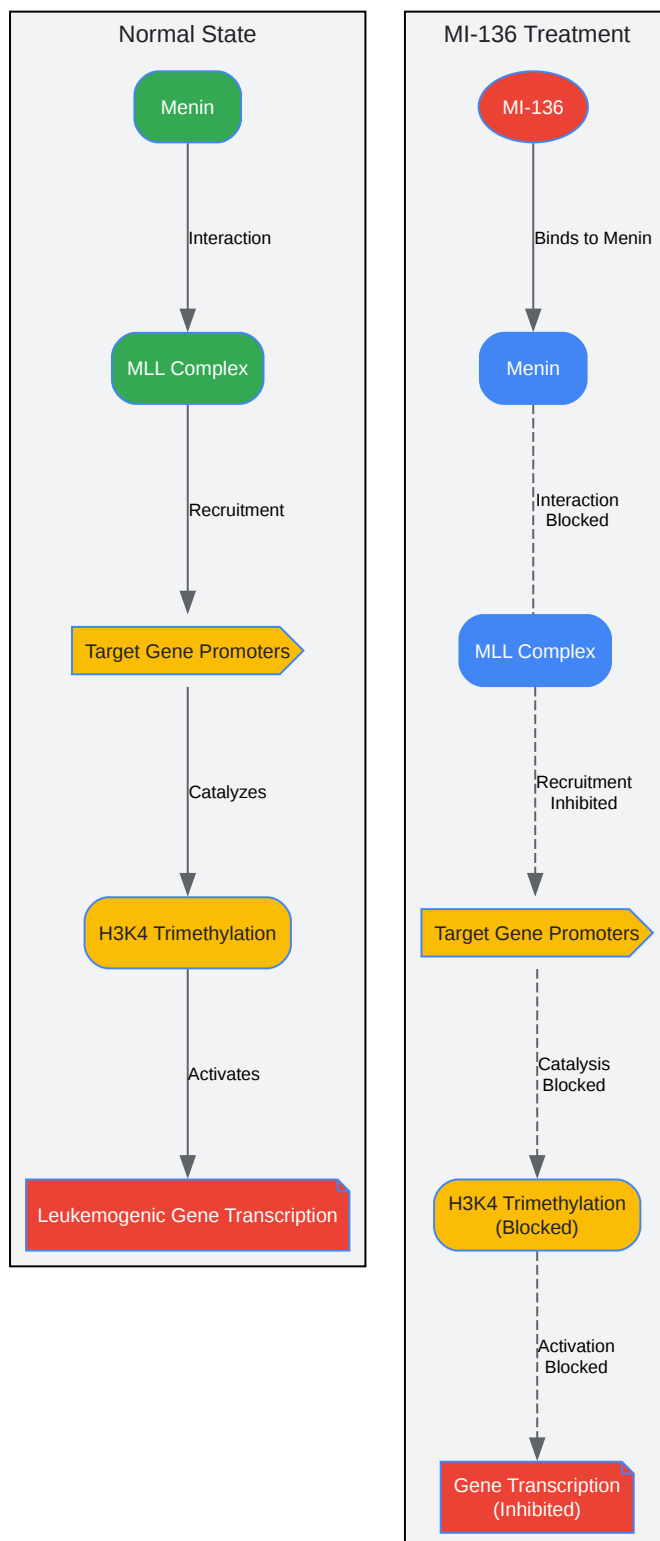 Normal State
Menin
Interaction
MLL Complex
Recruitment
Target Gene Promoters
Catalyzes
H3K4 Trimethylation
Activates
Leukemogenic Gene Transcription
MI-136 Treatment
MI-136
Binds to Menin
Menin
Interaction
Blocked
MLL Complex
Recruitment
Inhibited
Target Gene Promoters
Catalysis
Blocked
H3K4 Trimethylation
(Blocked)
Activation
Blocked
Gene Transcription
(Inhibited)